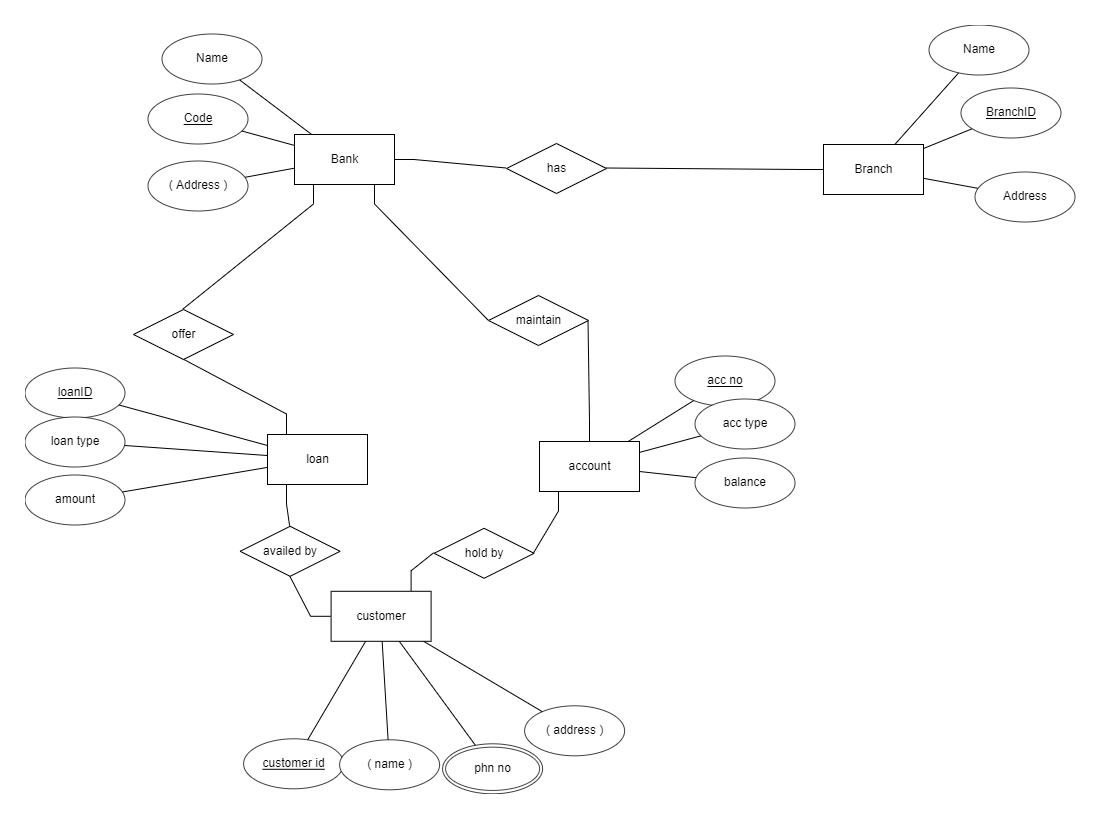 Name
Name
Code
BranchID
Bank
has
Branch
( Address )
Address
offer
maintain
loanID
acc no
loan type
acc type
loan
account
balance
amount
availed by
hold by
customer
( address )
customer id
( name )
phn no